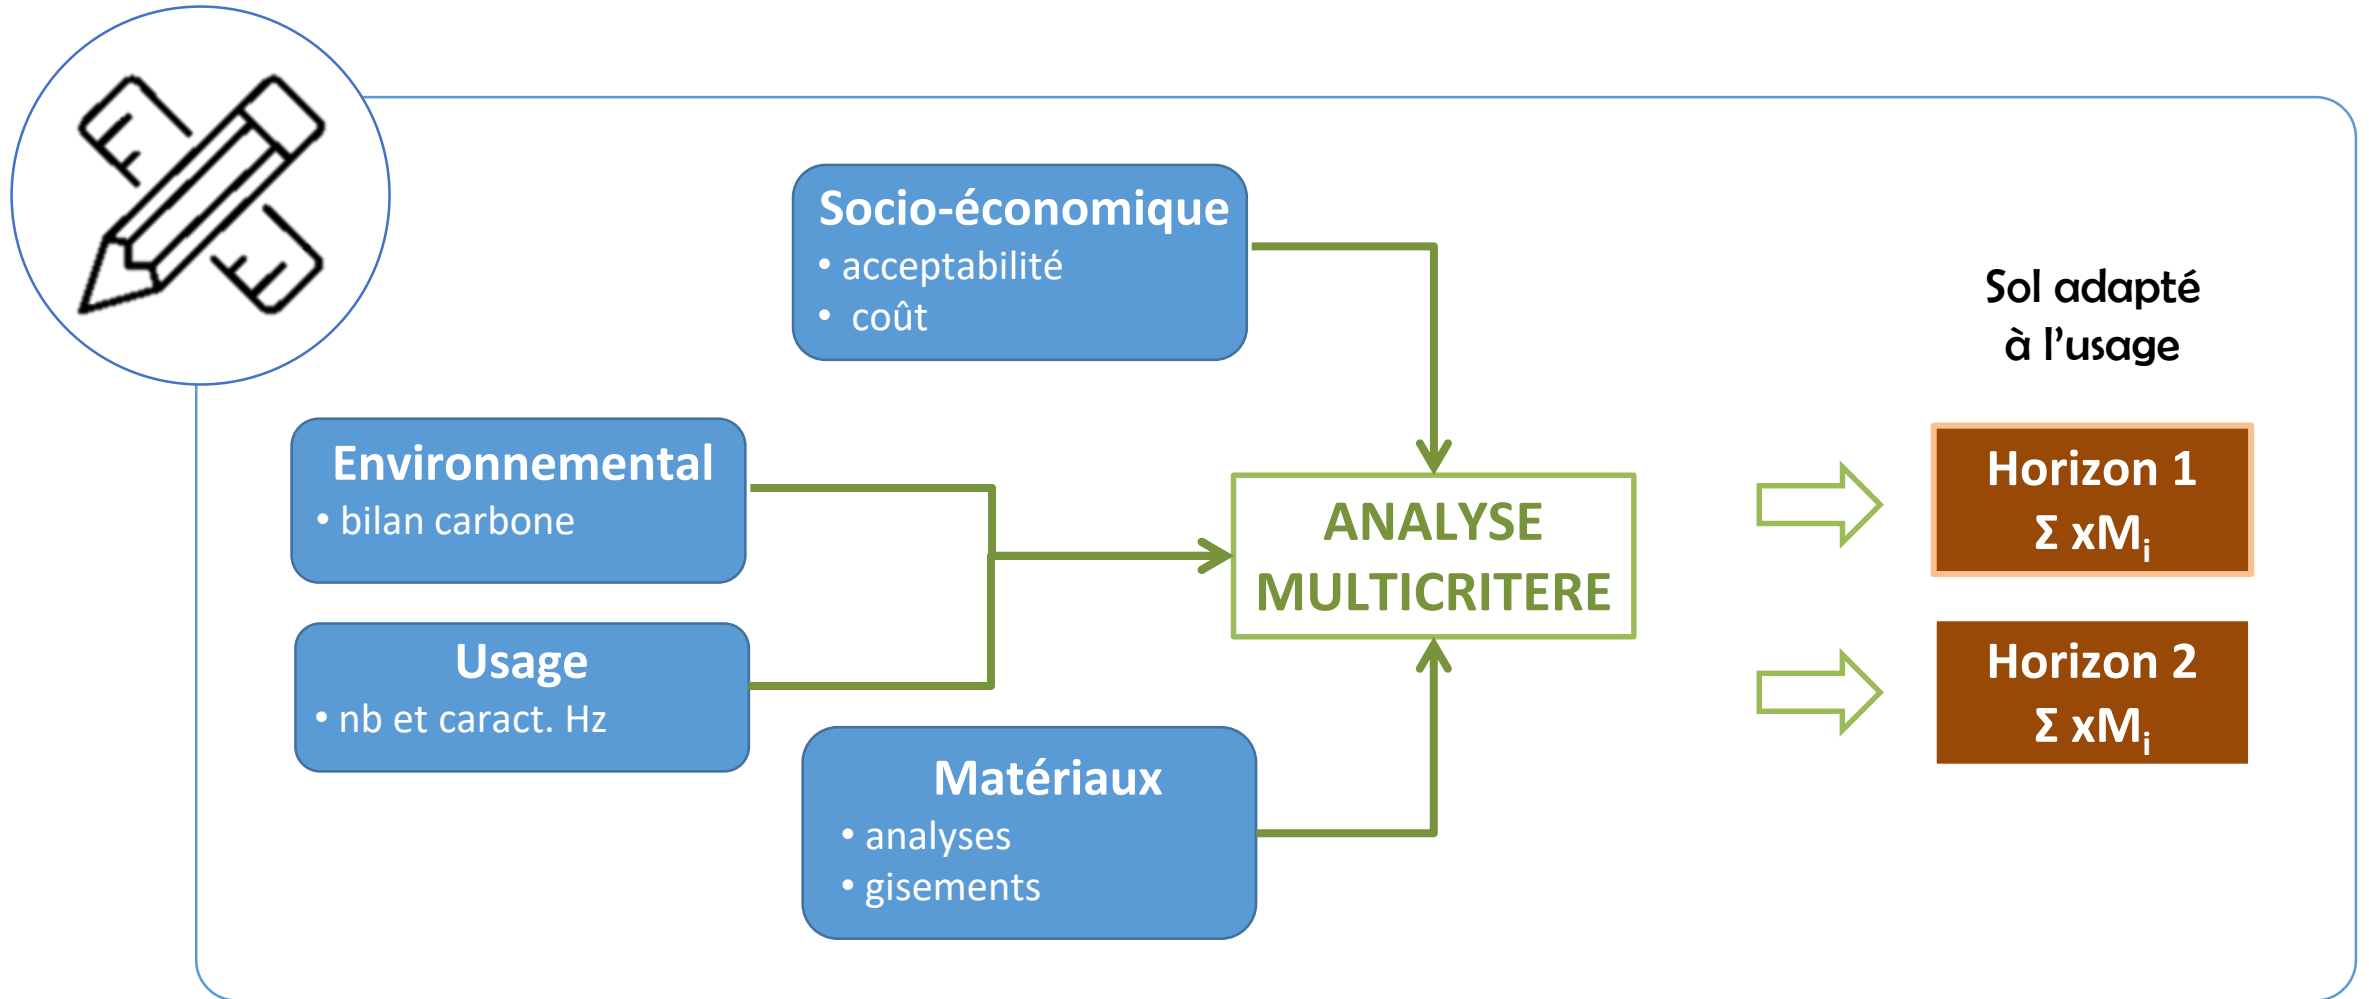 Socio-économique
• acceptabilité
• coût
Sol adapté
à l'usage
Environnemental
• bilan carbone
ANALYSE
MULTICRITERE
Horizon 1
Σ xMi
Usage
• nb et caract. Hz
Horizon 2
Σ xMi
Matériaux
• analyses
• gisements